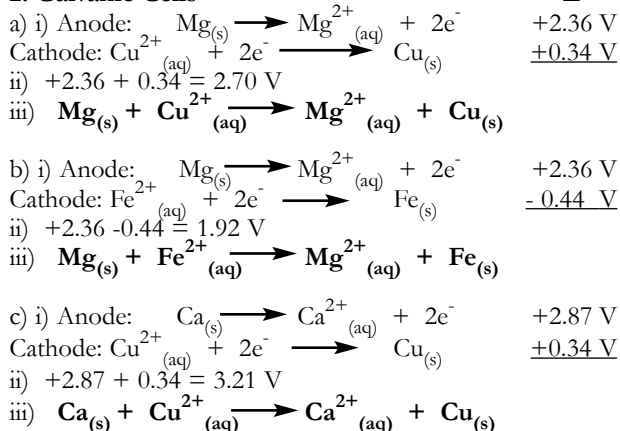 a) i) Anode: Mg(s) ⟶ Mg²⁺(aq) + 2e⁻ +2.36 V
Cathode: Cu²⁺(aq) + 2e⁻ ⟶ Cu(s) +0.34 V
ii) +2.36 + 0.34 = 2.70 V
iii) Mg(s) + Cu²⁺(aq) ⟶ Mg²⁺(aq) + Cu(s)
b) i) Anode: Mg(s) ⟶ Mg²⁺(aq) + 2e⁻ +2.36 V
Cathode: Fe²⁺(aq) + 2e⁻ ⟶ Fe(s) - 0.44 V
ii) +2.36 -0.44 = 1.92 V
iii) Mg(s) + Fe²⁺(aq) ⟶ Mg²⁺(aq) + Fe(s)
c) i) Anode: Ca(s) ⟶ Ca²⁺(aq) + 2e⁻ +2.87 V
Cathode: Cu²⁺(aq) + 2e⁻ ⟶ Cu(s) +0.34 V
ii) +2.87 + 0.34 = 3.21 V
iii) Ca(s) + Cu²⁺(aq) ⟶ Ca²⁺(aq) + Cu(s)